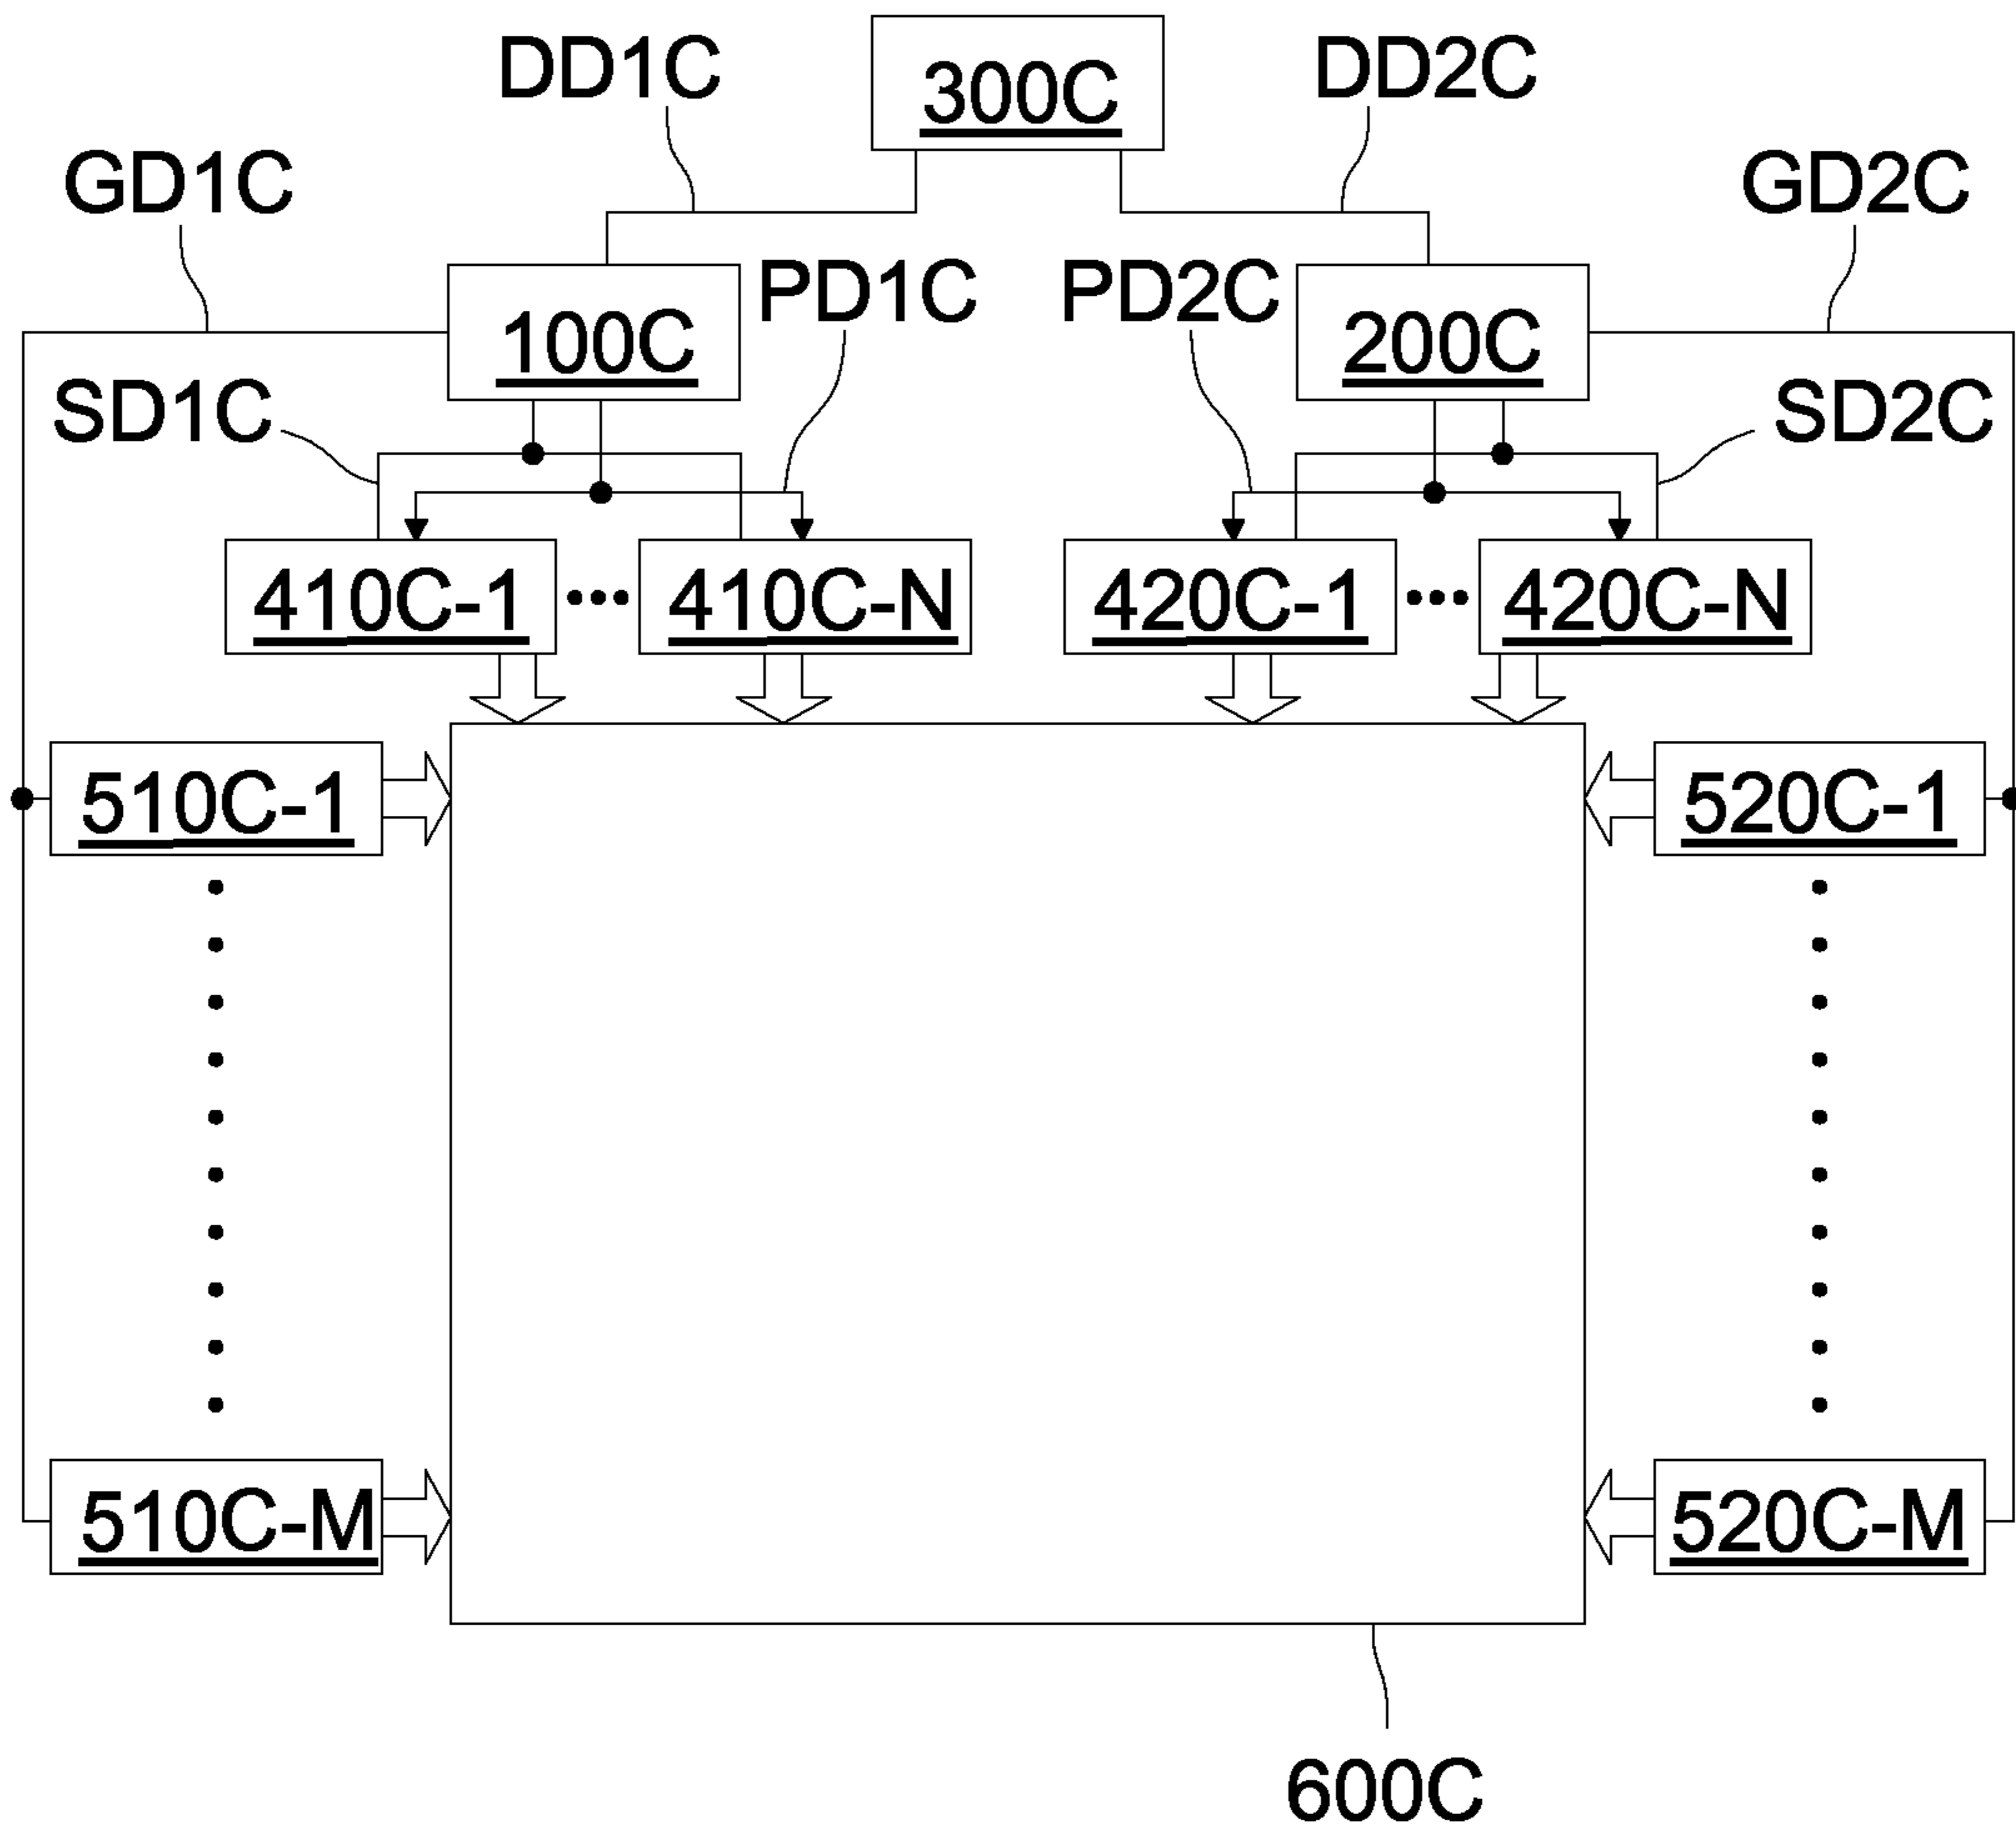 DD1C
300C
DD2C
GD1C
GD2C
PD1C
PD2C
100C
200C
SD1C
SD2C
410C-1
410C-N
420C-1
420C-N
510C-1
520C-1
510C-M
520C-M
600C